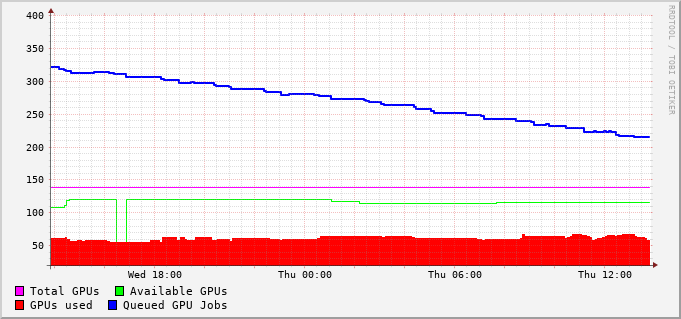 RRDTOOL / TOBI OETIKER
400
350
300
250
200
150
100
50
Wed 18:00 Thu 00:00 Thu 06:00 Thu 12:00
Total GPUs Available GPUs
GPUs used Queued GPU Jobs